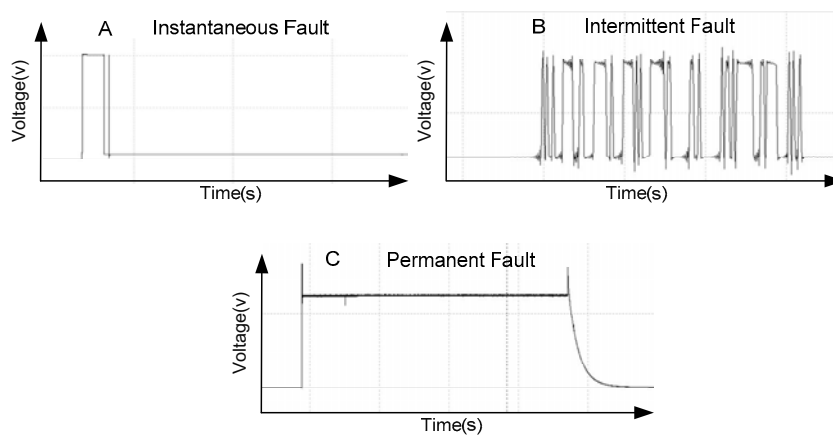 A Instantaneous Fault
Voltage(v)
Time(s)
B Intermittent Fault
Voltage(v)
Time(s)
C Permanent Fault
Voltage(v)
Time(s)